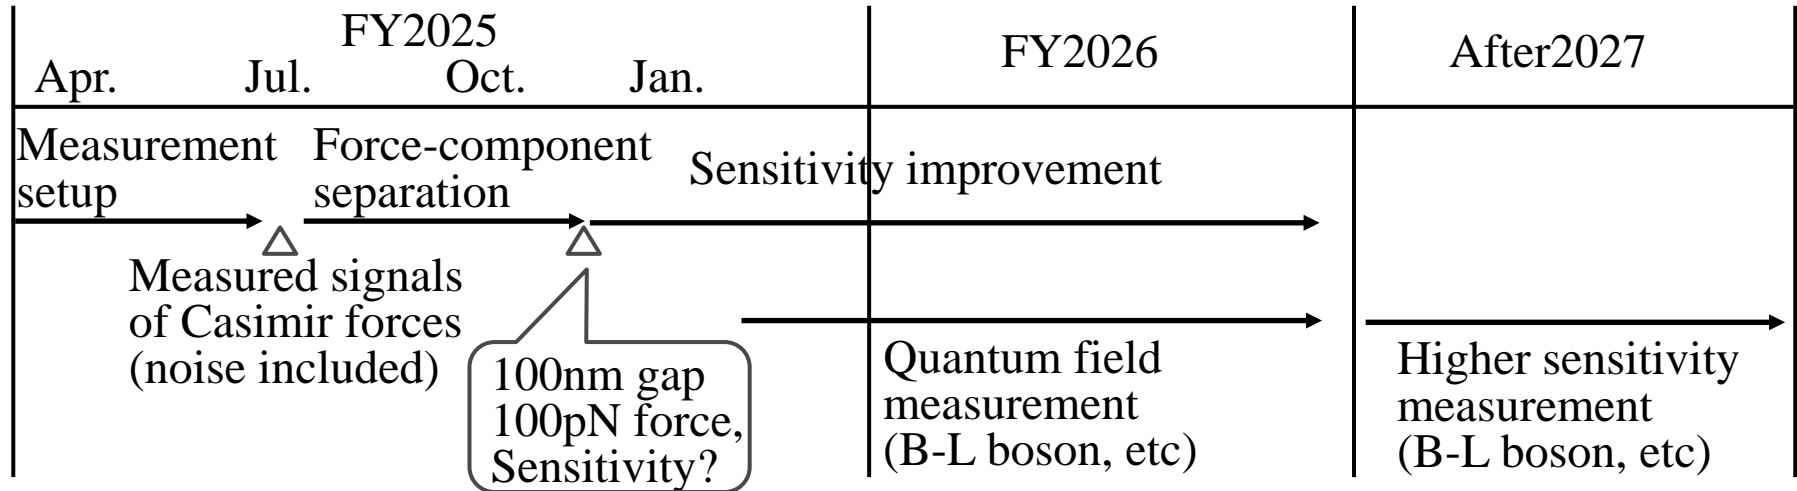 FY2025
FY2026
After2027
Apr.
Jul.
Oct.
Jan.
Measurement
setup
Force-component
separation
Sensitivity improvement
Measured signals
of Casimir forces
(noise included)
100nm gap
100pN force,
Sensitivity?
Quantum field
measurement
(B-L boson, etc)
Higher sensitivity
measurement
(B-L boson, etc)